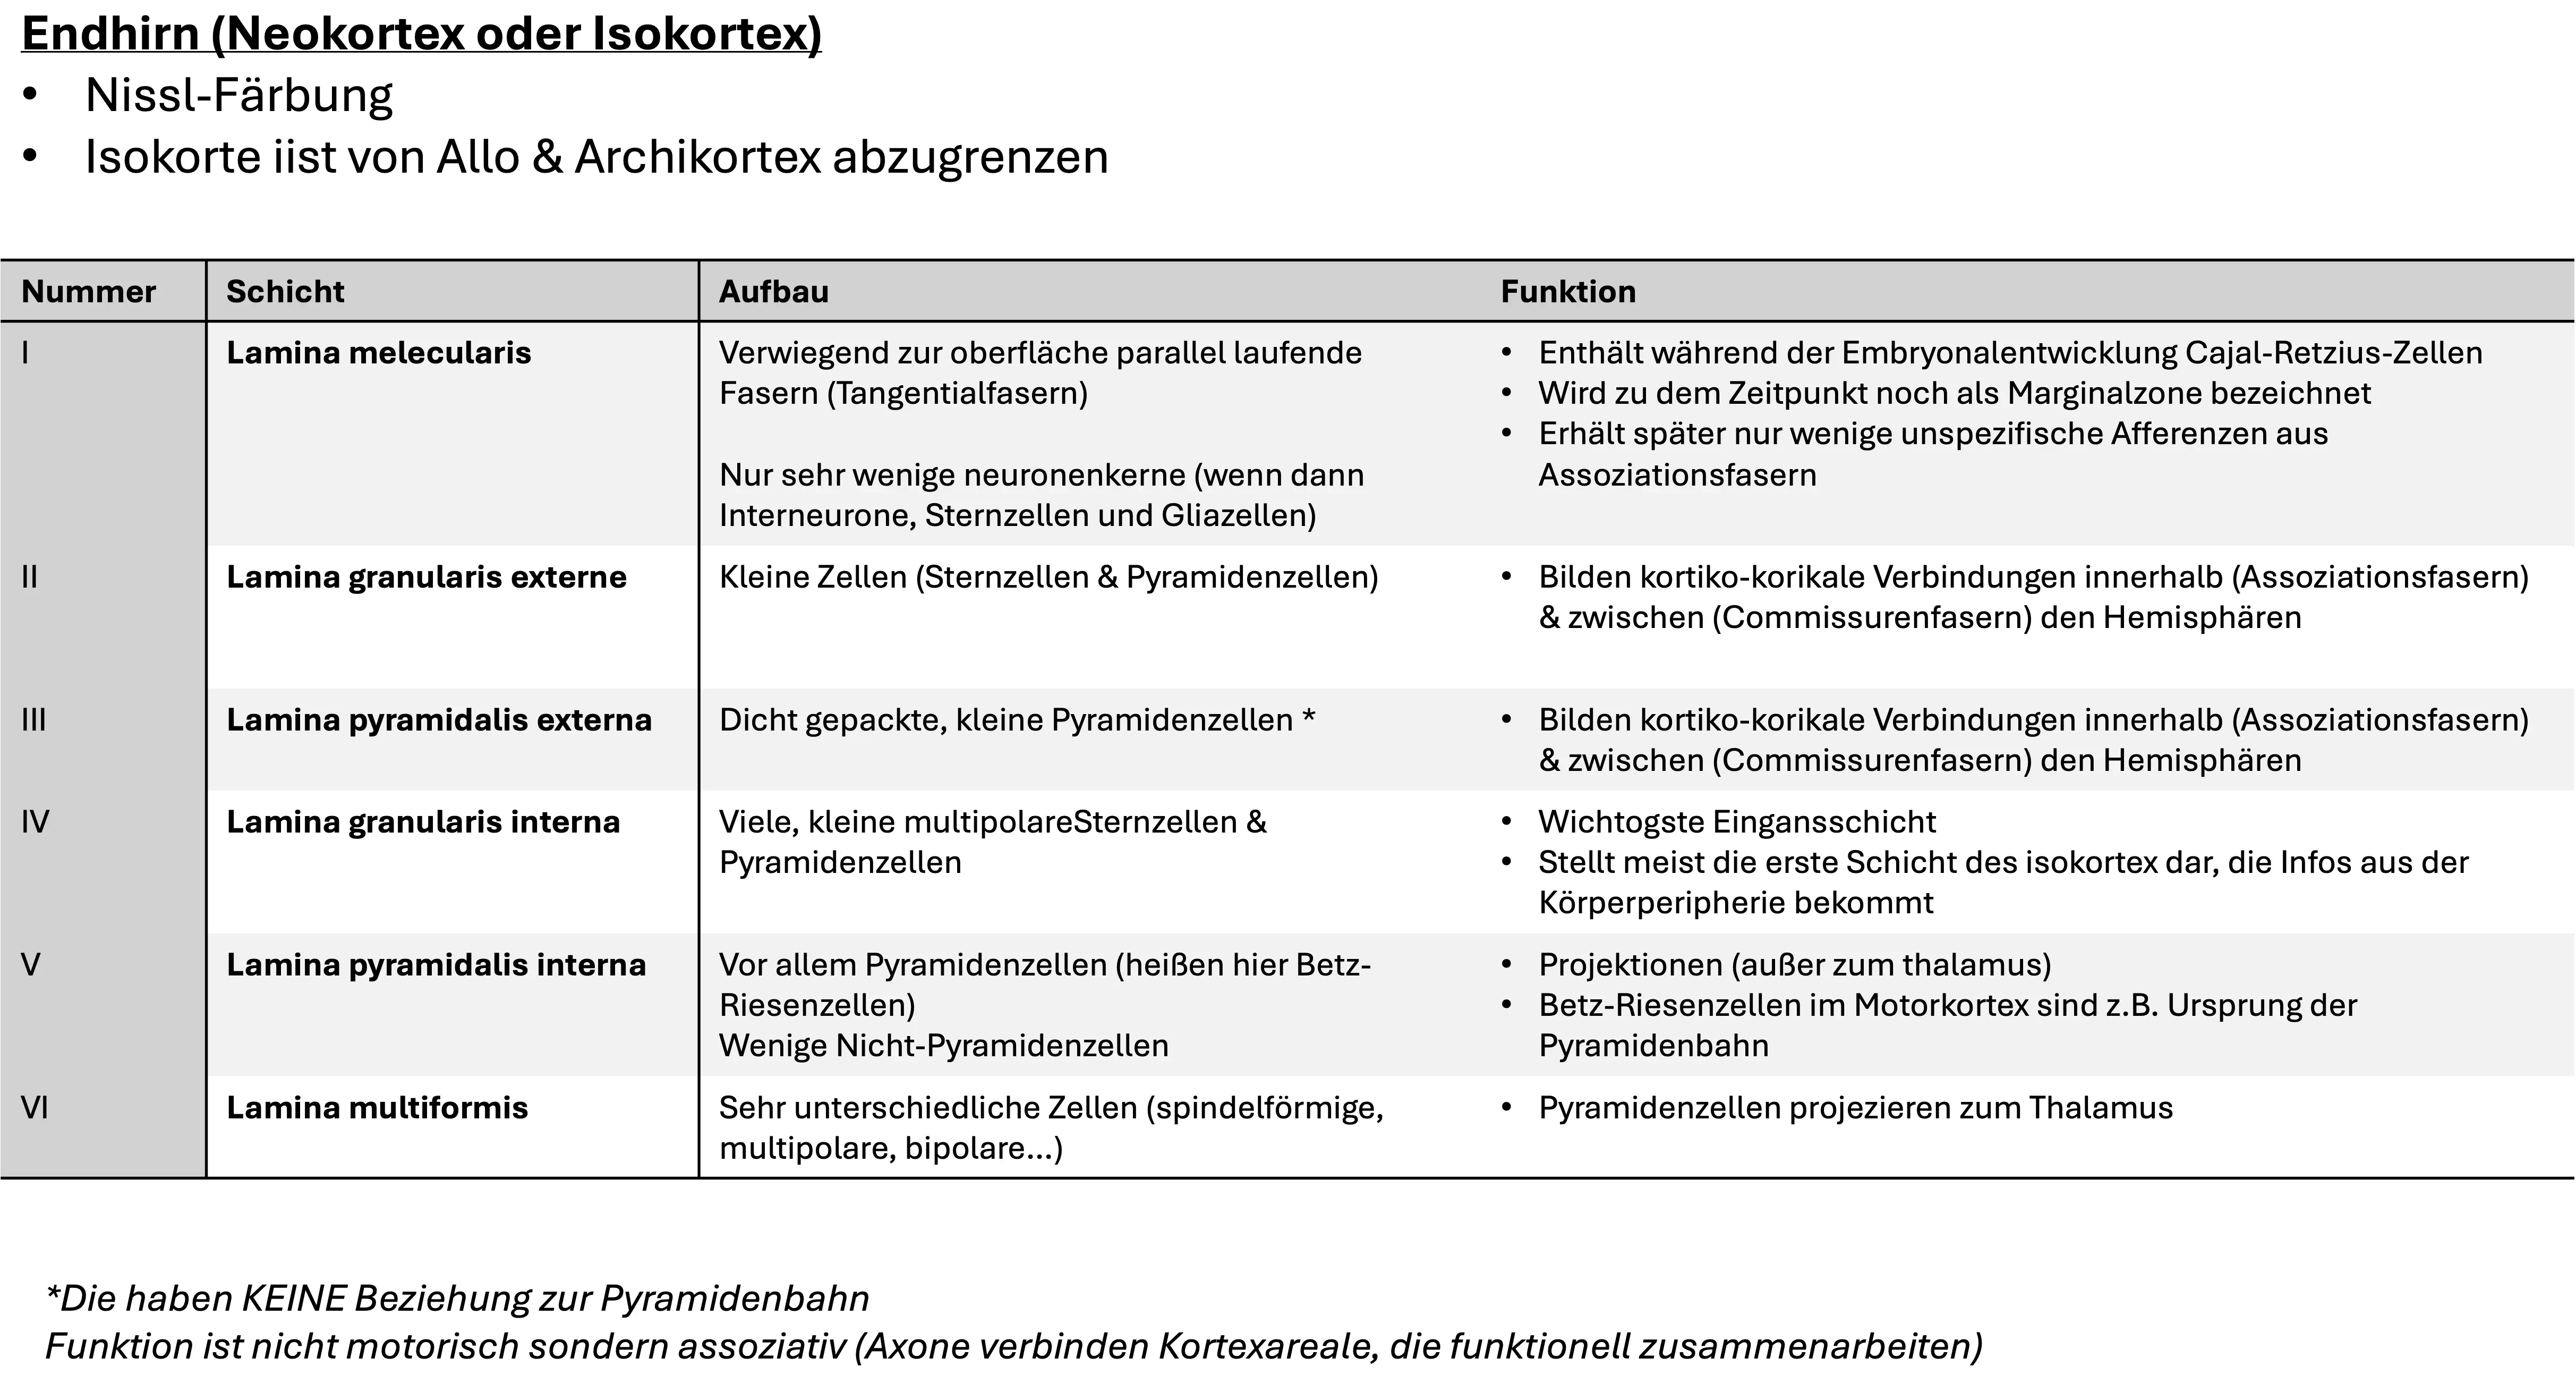 Endhirn (Neokortex oder Isokortex)
• Nissl-Färbung
• Isokorte iist von Allo & Archikortex abzugrenzen
Nummer Schicht Aufbau Funktion
I
Lamina melecularis
Verwiegend zur oberfläche parallel laufende
Fasern (Tangentialfasern)
Nur sehr wenige neuronenkerne (wenn dann
Interneurone, Sternzellen und Gliazellen)
• Enthält während der Embryonalentwicklung Cajal-Retzius-Zellen
• Wird zu dem Zeitpunkt noch als Marginalzone bezeichnet
• Erhält später nur wenige unspezifische Afferenzen aus
Assoziationsfasern
II
Lamina granularis externe
Kleine Zellen (Sternzellen & Pyramidenzellen)
• Bilden kortiko-korikale Verbindungen innerhalb (Assoziationsfasern)
& zwischen (Commissurenfasern) den Hemisphären
III
Lamina pyramidalis externa
Dicht gepackte, kleine Pyramidenzellen *
• Bilden kortiko-korikale Verbindungen innerhalb (Assoziationsfasern)
& zwischen (Commissurenfasern) den Hemisphären
IV
Lamina granularis interna
Viele, kleine multipolareSternzellen &
Pyramidenzellen
• Wichtogste Eingansschicht
• Stellt meist die erste Schicht des isokortex dar, die Infos aus der
Körperperipherie bekommt
V
Lamina pyramidalis interna
Vor allem Pyramidenzellen (heißen hier Betz-
Riesenzellen)
Wenige Nicht-Pyramidenzellen
• Projektionen (außer zum thalamus)
• Betz-Riesenzellen im Motorkortex sind z.B. Ursprung der
Pyramidenbahn
VI
Lamina multiformis
Sehr unterschiedliche Zellen (spindelförmige,
multipolare, bipolare...)
• Pyramidenzellen projezieren zum Thalamus
*Die haben KEINE Beziehung zur Pyramidenbahn
Funktion ist nicht motorisch sondern assoziativ (Axone verbinden Kortexareale, die funktionell zusammenarbeiten)